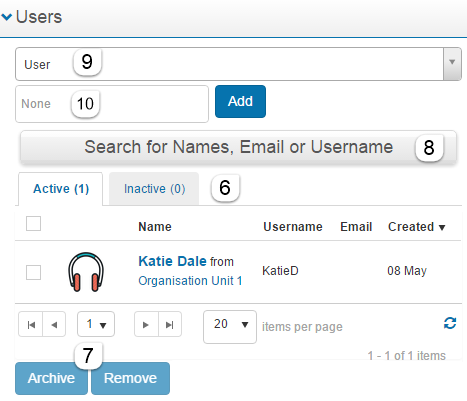 Users
User 9
None 10 Add
Search for Names, Email or Username 8
Active (1) Inactive (0) 6
Name Username Email Created
Katie Dale from
Organisation Unit 1 KatieD 08 May
1 20 items per page
7 1 - 1 of 1 items
Archive Remove